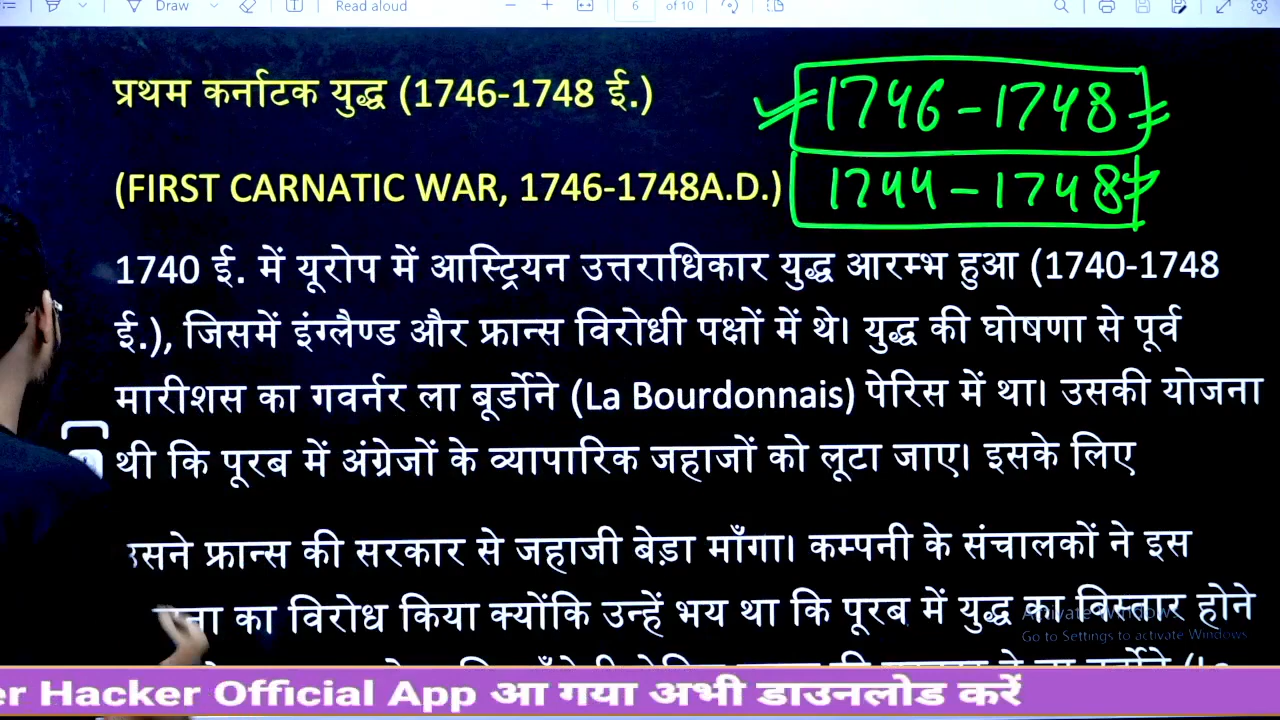 Draw
Read aloud
6
of 10
प्रथम कर्नाटक युद्ध (1746-1748 ई.)
1746-1748
(FIRST CARNATIC WAR, 1746-1748A.D.)
1744-1748
1740 ई. में यूरोप में आस्ट्रियन उत्तराधिकार युद्ध आरम्भ हुआ (1740-1748
ई.), जिसमें इंग्लैण्ड और फ्रान्स विरोधी पक्षों में थे। युद्ध की घोषणा से पूर्व
मारीशस का गवर्नर ला बूर्डोने (La Bourdonnais) पेरिस में था। उसकी योजना
थी कि पूरब में अंग्रेजों के व्यापारिक जहाजों को लूटा जाए। इसके लिए
उसने फ्रान्स की सरकार से जहाजी बेड़ा माँगा। कम्पनी के संचालकों ने इस
का विरोध किया क्योंकि उन्हें भय था कि पूरब में युद्ध का विस्तार होने
Activate Windows
Go to Settings to activate Windows
er Hacker Official App आ गया अभी डाउनलोड करें